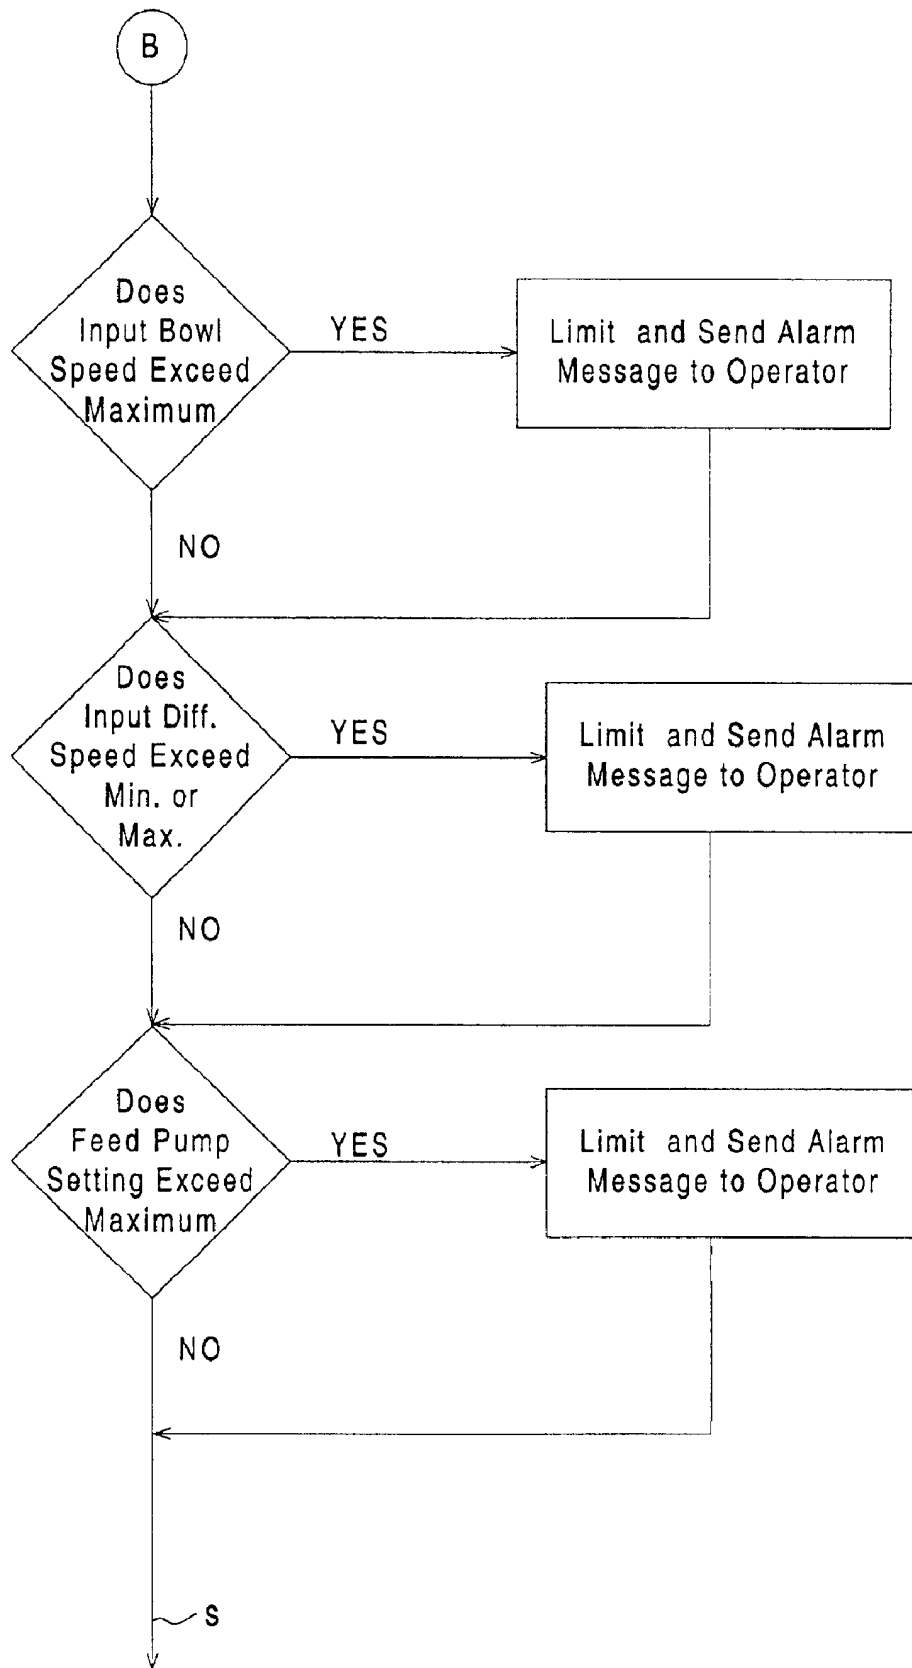 B
Does
Input Bowl
Speed Exceed
Maximum
YES
Limit and Send Alarm
Message to Operator
NO
Does
Input Diff.
Speed Exceed
Min. or
Max.
YES
Limit and Send Alarm
Message to Operator
NO
Does
Feed Pump
Setting Exceed
Maximum
YES
Limit and Send Alarm
Message to Operator
NO
S